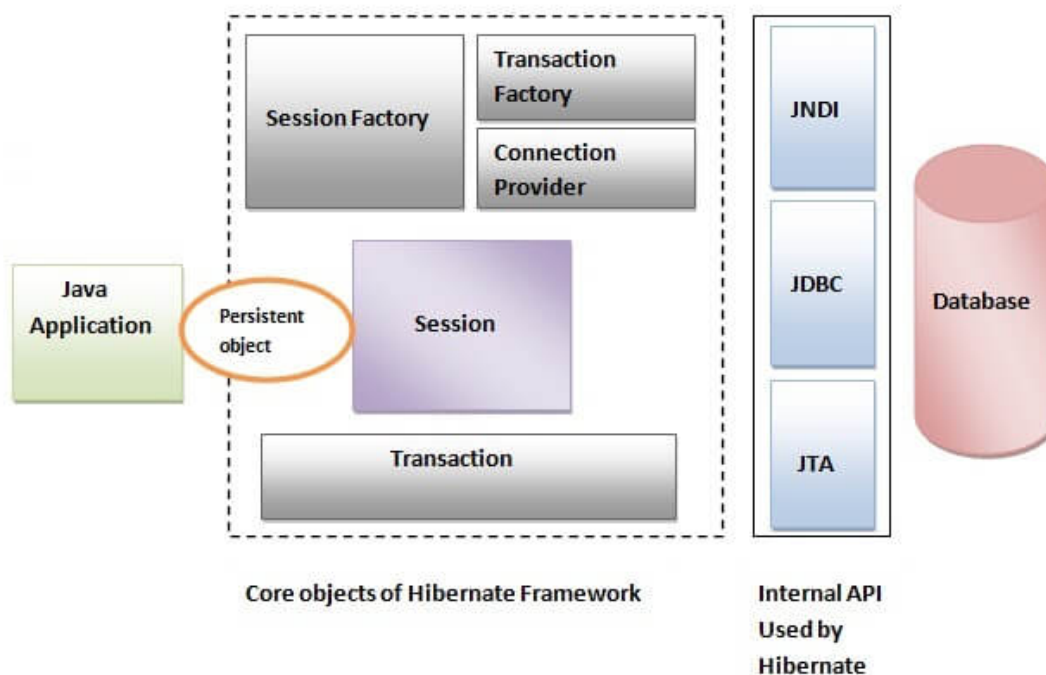 Session Factory
Transaction
Factory
Connection
Provider
Java
Application
Persistent
object
Session
Transaction
JNDI
JDBC
JTA
Database
Core objects of Hibernate Framework
Internal API
Used by
Hibernate